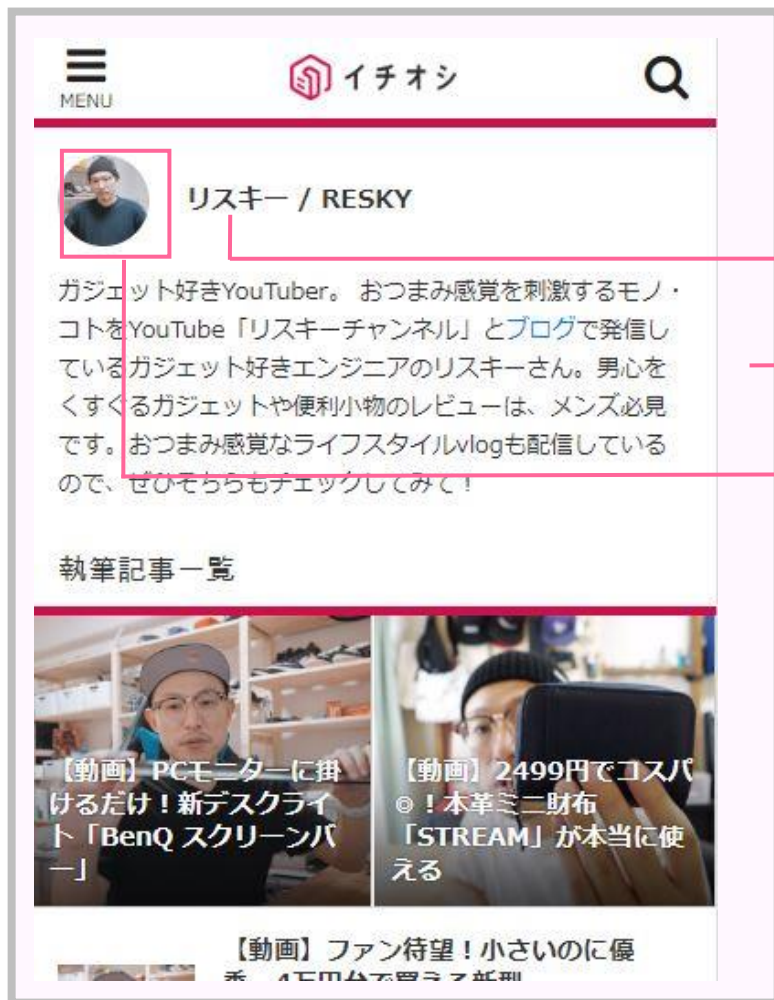 MENU
イチオシ
リスキー / RESKY
ガジェット好きYouTuber。 おつまみ感覚を刺激するモノ・
コトをYouTube「リスキーチャンネル」とブログで発信し
ているガジェット好きエンジニアのリスキーさん。男心を
くすぐるガジェットや便利小物のレビューは、メンズ必見
です。おつまみ感覚なライフスタイルvlogも配信している
ので、ぜひそちらもチェックしてみて！
執筆記事一覧
【動画】PCモニターに掛
けるだけ！新デスクライ
ト「BenQ スクリーンバ
ー」
【動画】2499円でコスパ
◎！本革ミニ財布
「STREAM」が本当に使
える
【動画】ファン待望！小さいのに優
秀、4万円台で買える新型